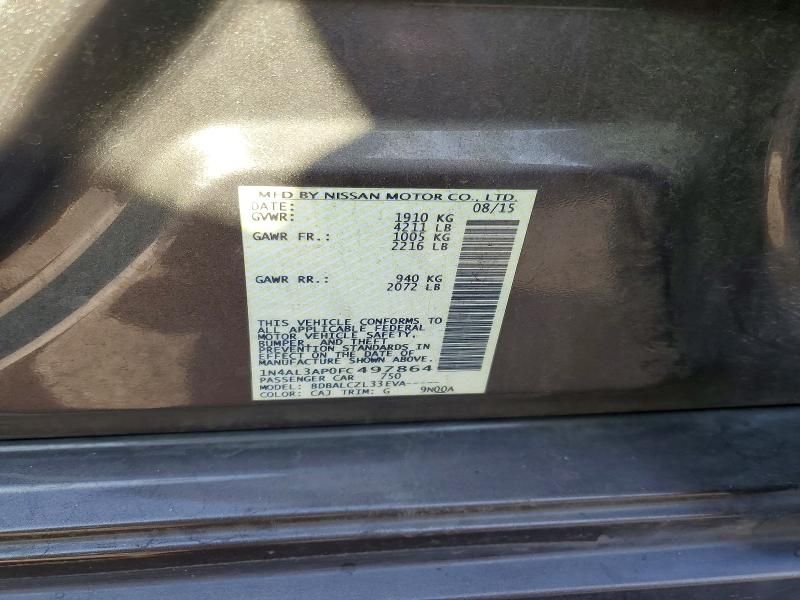 MFD BY NISSAN MOTOR CO., LTD.
DATE: 08/15
GVWR: 1910 KG
4211 LB
GAWR FR.: 1005 KG
2216 LB
GAWR RR.: 940 KG
2072 LB
THIS VEHICLE CONFORMS TO
ALL APPLICABLE FEDERAL
MOTOR VEHICLE SAFETY,
BUMPER, AND THEFT
PREVENTION STANDARDS IN
EFFECT ON THE DATE OF
MANUFACTURE SHOWN ABOVE.
1N4AL3AP0FC497864
PASSENGER CAR 750
MODEL: BDBALCZL33EVA-----
COLOR: CAJ TRIM: G 9N00A